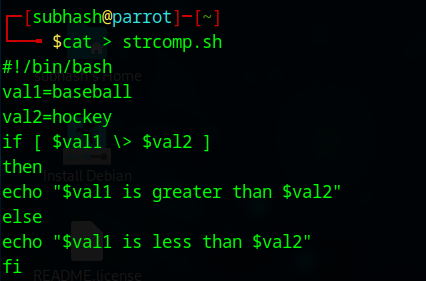 ┌─[subhash@parrot]─[~]
└──╼ $cat > strcomp.sh
#!/bin/bash
val1=baseball
val2=hockey
if [ $val1 \> $val2 ]
then
echo "$val1 is greater than $val2"
else
echo "$val1 is less than $val2"
fi
Install Debian
README.license